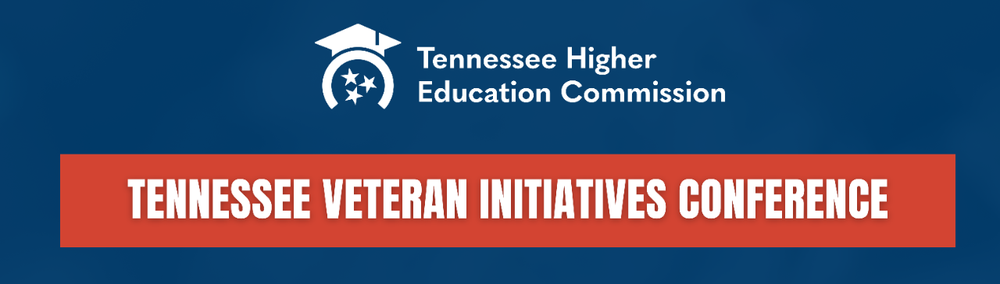 Tennessee Higher
Education Commission
TENNESSEE VETERAN INITIATIVES CONFERENCE